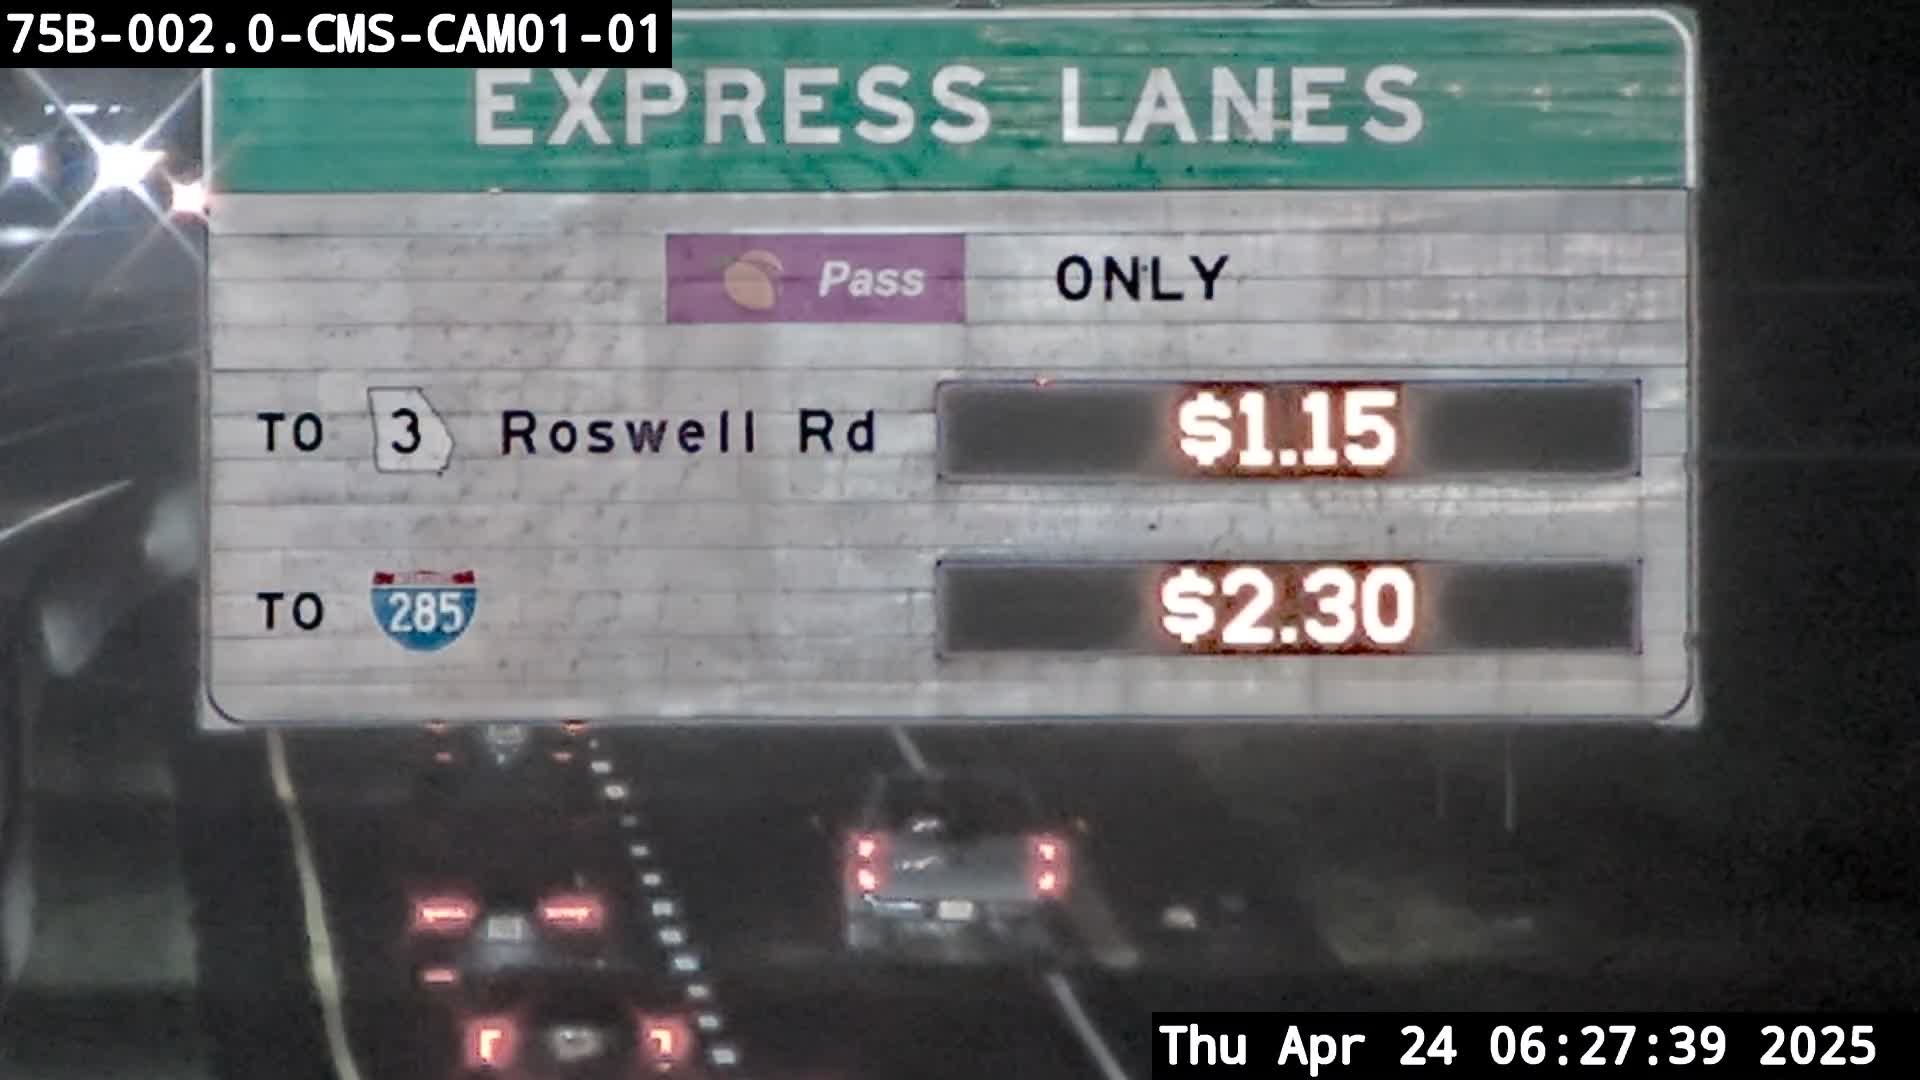 75B-002.0-CMS-CAM01-01
EXPRESS LANES
Pass ONLY
TO 3 Roswell Rd $1.15
TO 285 $2.30
Thu Apr 24 06:27:39 2025